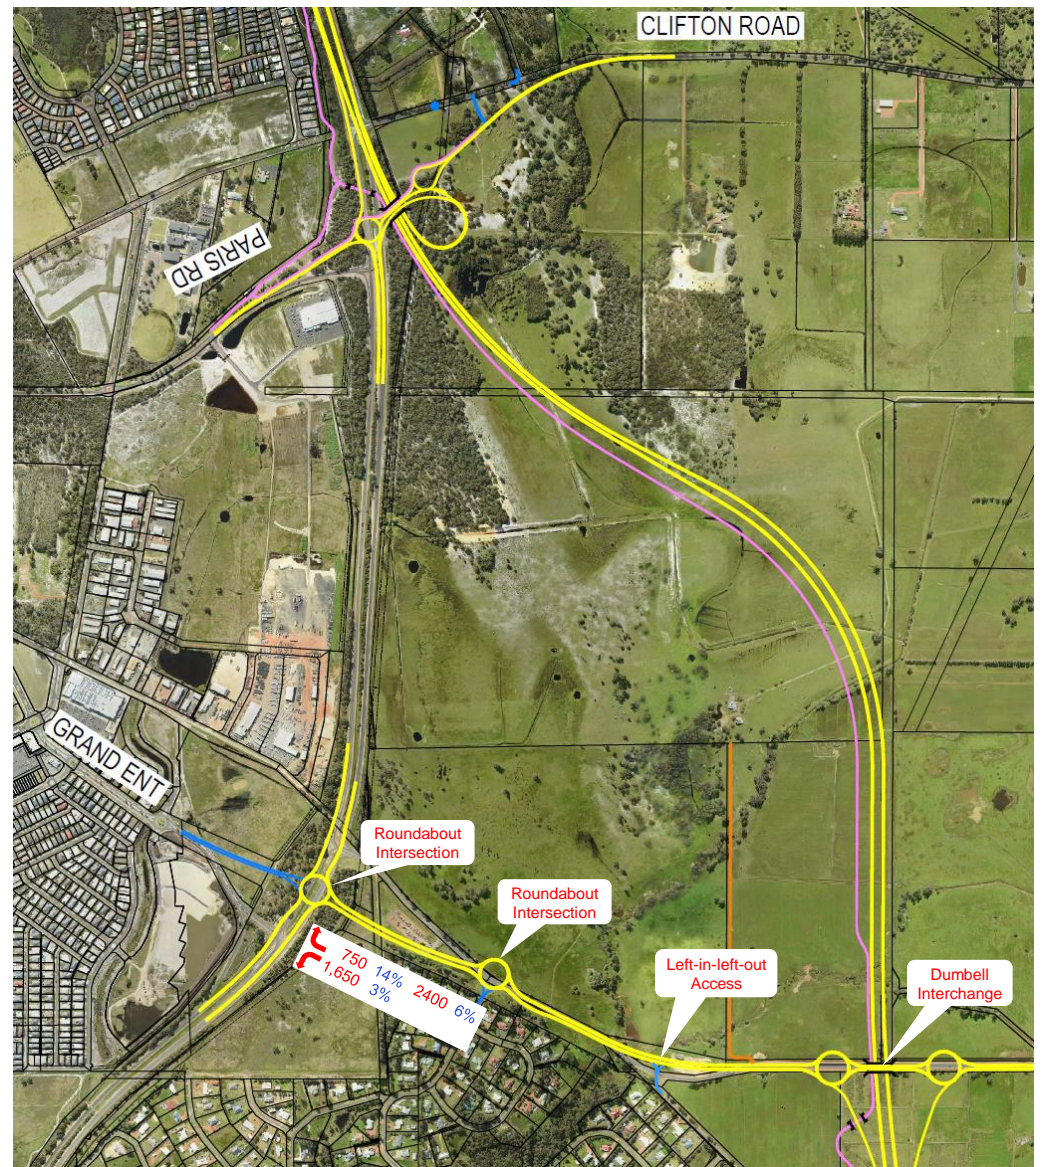 CLIFTON ROAD
PARIS RD
GRAND ENT
Roundabout
Intersection
Roundabout
Intersection
750 14% 2400 6%
1,650 3%
Left-in-left-out
Access
Dumbell
Interchange